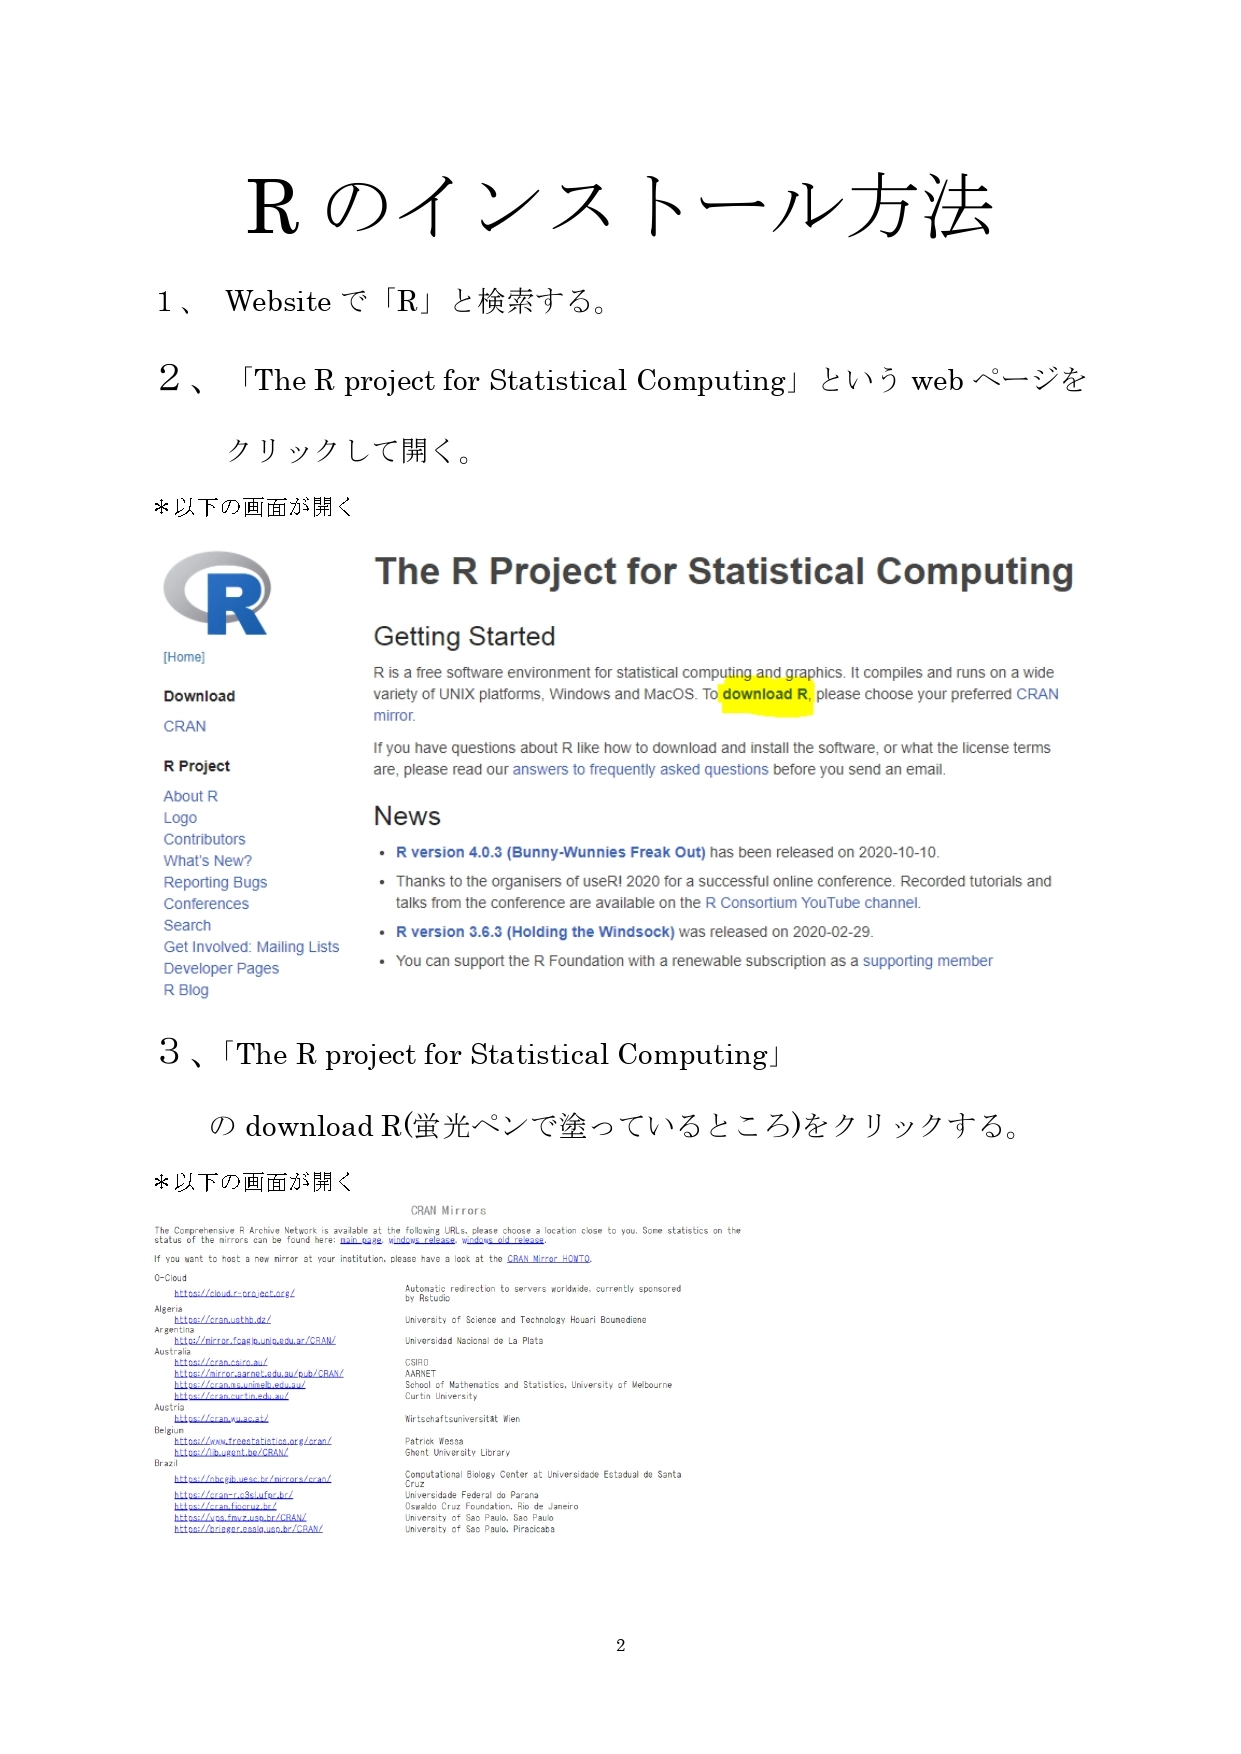 R のインストール方法
１、 Website で「R」と検索する。
２、「The R project for Statistical Computing」という web ページを
クリックして開く。
＊以下の画面が開く
R
[Home]
Download
CRAN
R Project
About R
Logo
Contributors
What's New?
Reporting Bugs
Conferences
Search
Get Involved: Mailing Lists
Developer Pages
R Blog
The R Project for Statistical Computing
Getting Started
R is a free software environment for statistical computing and graphics. It compiles and runs on a wide
variety of UNIX platforms, Windows and MacOS. To download R, please choose your preferred CRAN
mirror.
If you have questions about R like how to download and install the software, or what the license terms
are, please read our answers to frequently asked questions before you send an email.
News
• R version 4.0.3 (Bunny-Wunnies Freak Out) has been released on 2020-10-10.
• Thanks to the organisers of useR! 2020 for a successful online conference. Recorded tutorials and
talks from the conference are available on the R Consortium YouTube channel.
• R version 3.6.3 (Holding the Windsock) was released on 2020-02-29.
• You can support the R Foundation with a renewable subscription as a supporting member
３、「The R project for Statistical Computing」
の download R(蛍光ペンで塗っているところ)をクリックする。
＊以下の画面が開く
CRAN Mirrors
The Comprehensive R Archive Network is available at the following URLs, please choose a location close to you. Some statistics on the
status of the mirrors can be found here: main page, windows release, windows old release.
If you want to host a new mirror at your institution, please have a look at the CRAN Mirror HOWTO.
0-Cloud
https://cloud.r-project.org/ Automatic redirection to servers worldwide, currently sponsored
by Rstudio
Algeria
https://cran.usthb.dz/ University of Science and Technology Houari Boumediene
Argentina
http://mirror.fcaglp.unlp.edu.ar/CRAN/ Universidad Nacional de La Plata
Australia
https://cran.csiro.au/ CSIRO
https://mirror.aarnet.edu.au/pub/CRAN/ AARNET
https://cran.ms.unimelb.edu.au/ School of Mathematics and Statistics, University of Melbourne
https://cran.curtin.edu.au/ Curtin University
Austria
https://cran.wu.ac.at/ Wirtschaftsuniversität Wien
Belgium
https://www.freestatistics.org/cran/ Patrick Wessa
https://lib.ugent.be/CRAN/ Ghent University Library
Brazil
https://nbcgib.uesc.br/mirrors/cran/ Computational Biology Center at Universidade Estadual de Santa
Cruz
https://cran-r.c3sl.ufpr.br/ Universidade Federal do Parana
https://cran.fiocruz.br/ Oswaldo Cruz Foundation, Rio de Janeiro
https://vps.fmvz.usp.br/CRAN/ University of Sao Paulo, Sao Paulo
https://brieger.esalq.usp.br/CRAN/ University of Sao Paulo, Piracicaba
2